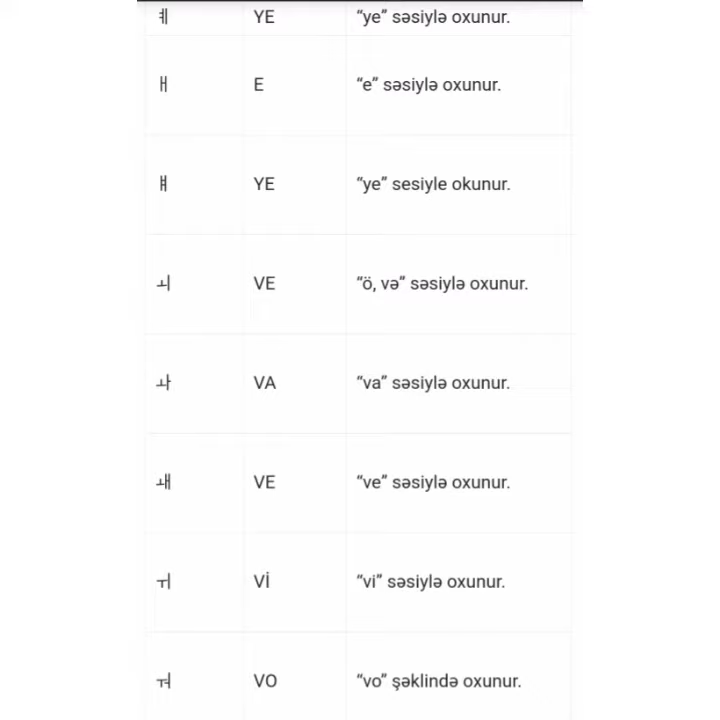 ㅖ YE “ye” səsiylə oxunur.
ㅐ E “e” səsiylə oxunur.
ㅒ YE “ye” sesiyle okunur.
ㅚ VE “ö, və” səsiylə oxunur.
ㅘ VA “va” səsiylə oxunur.
ㅙ VE “ve” səsiylə oxunur.
ㅟ Vİ “vi” səsiylə oxunur.
ㅝ VO “vo” şəklində oxunur.